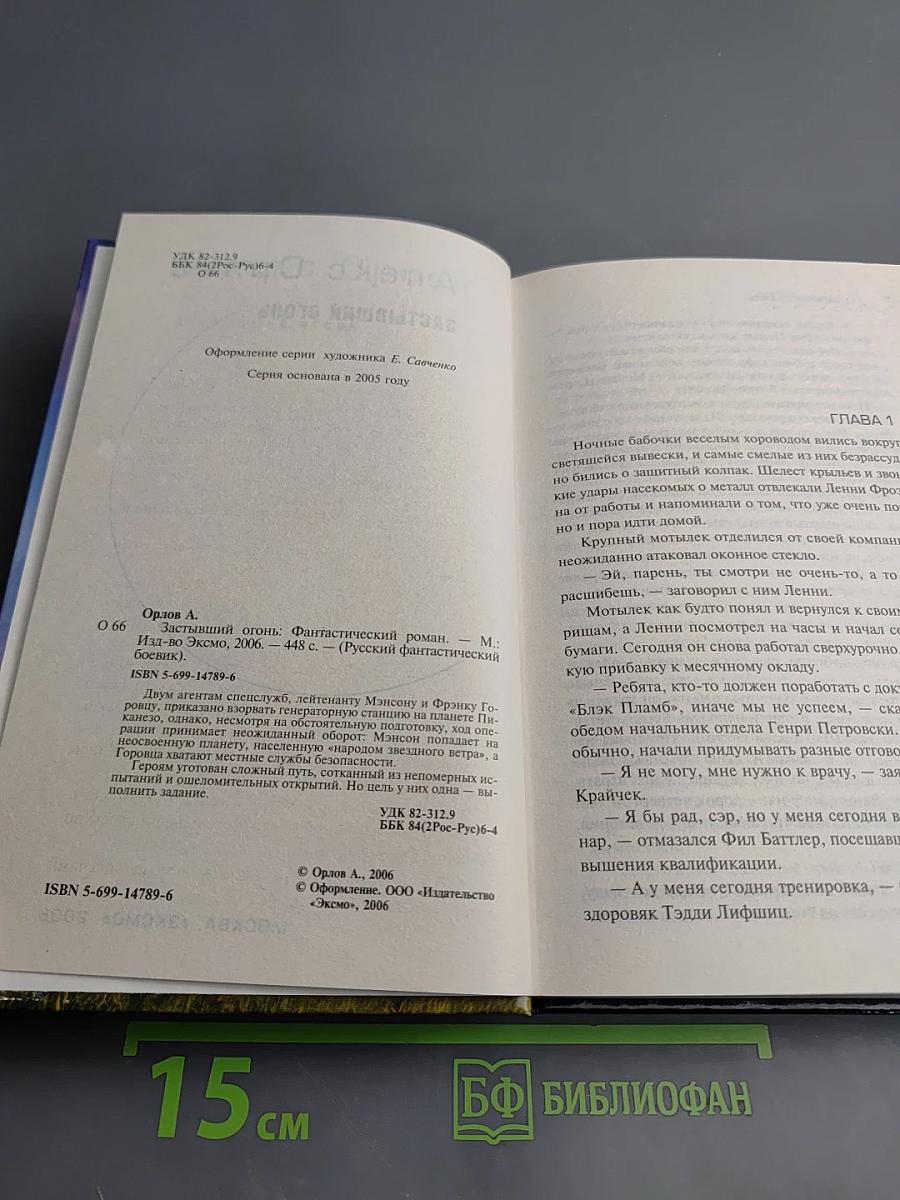 УДК 82-312.9
ББК 84(2Рос-Рус)6-4
О 66
Оформление серии художника Е. Савченко
Серия основана в 2005 году
Орлов А.
О 66 Застывший огонь: Фантастический роман. — М.:
Изд-во Эксмо, 2006. — 448 с. — (Русский фантастический
боевик).
ISBN 5-699-14789-6
Двум агентам спецслужб, лейтенанту Мэнсону и Фрэнку Го-
ровцу, приказано взорвать генераторную станцию на планете Пи-
канезо, однако, несмотря на обстоятельную подготовку, ход опе-
рации принимает неожиданный оборот: Мэнсон попадает на
неосвоенную планету, населенную «народом звездного ветра», а
Горовца хватают местные службы безопасности.
Героям уготован сложный путь, сотканный из непомерных ис-
пытаний и ошеломительных открытий. Но цель у них одна — вы-
полнить задание.
УДК 82-312.9
ББК 84(2Рос-Рус)6-4
© Орлов А., 2006
© Оформление. ООО «Издательство
«Эксмо», 2006
ISBN 5-699-14789-6
ГЛАВА 1
Ночные бабочки веселым хороводом вились вокруг
светящейся вывески, и самые смелые из них безрассуд
но бились о защитный колпак. Шелест крыльев и звон
кие удары насекомых о металл отвлекали Ленни Фроз
на от работы и напоминали о том, что уже очень по
но и пора идти домой.
Крупный мотылек отделился от своей компан
неожиданно атаковал оконное стекло.
— Эй, парень, ты смотри не очень-то, а то
расшибешь, — заговорил с ним Ленни.
Мотылек как будто понял и вернулся к своим
рищам, а Ленни посмотрел на часы и начал со
бумаги. Сегодня он снова работал сверхурочно,
кую прибавку к месячному окладу.
— Ребята, кто-то должен поработать с док
«Блэк Пламб», иначе мы не успеем, — ска
обедом начальник отдела Генри Петровски.
обычно, начали придумывать разные отгово
— Я не могу, мне нужно к врачу, — зая
Крайчек.
— Я бы рад, сэр, но у меня сегодня в
нар, — отмазался Фил Баттлер, посещавш
вышения квалификации.
— А у меня сегодня тренировка, —
здоровяк Тэдди Лифшиц.
15 см
БФ БИБЛИОФАН